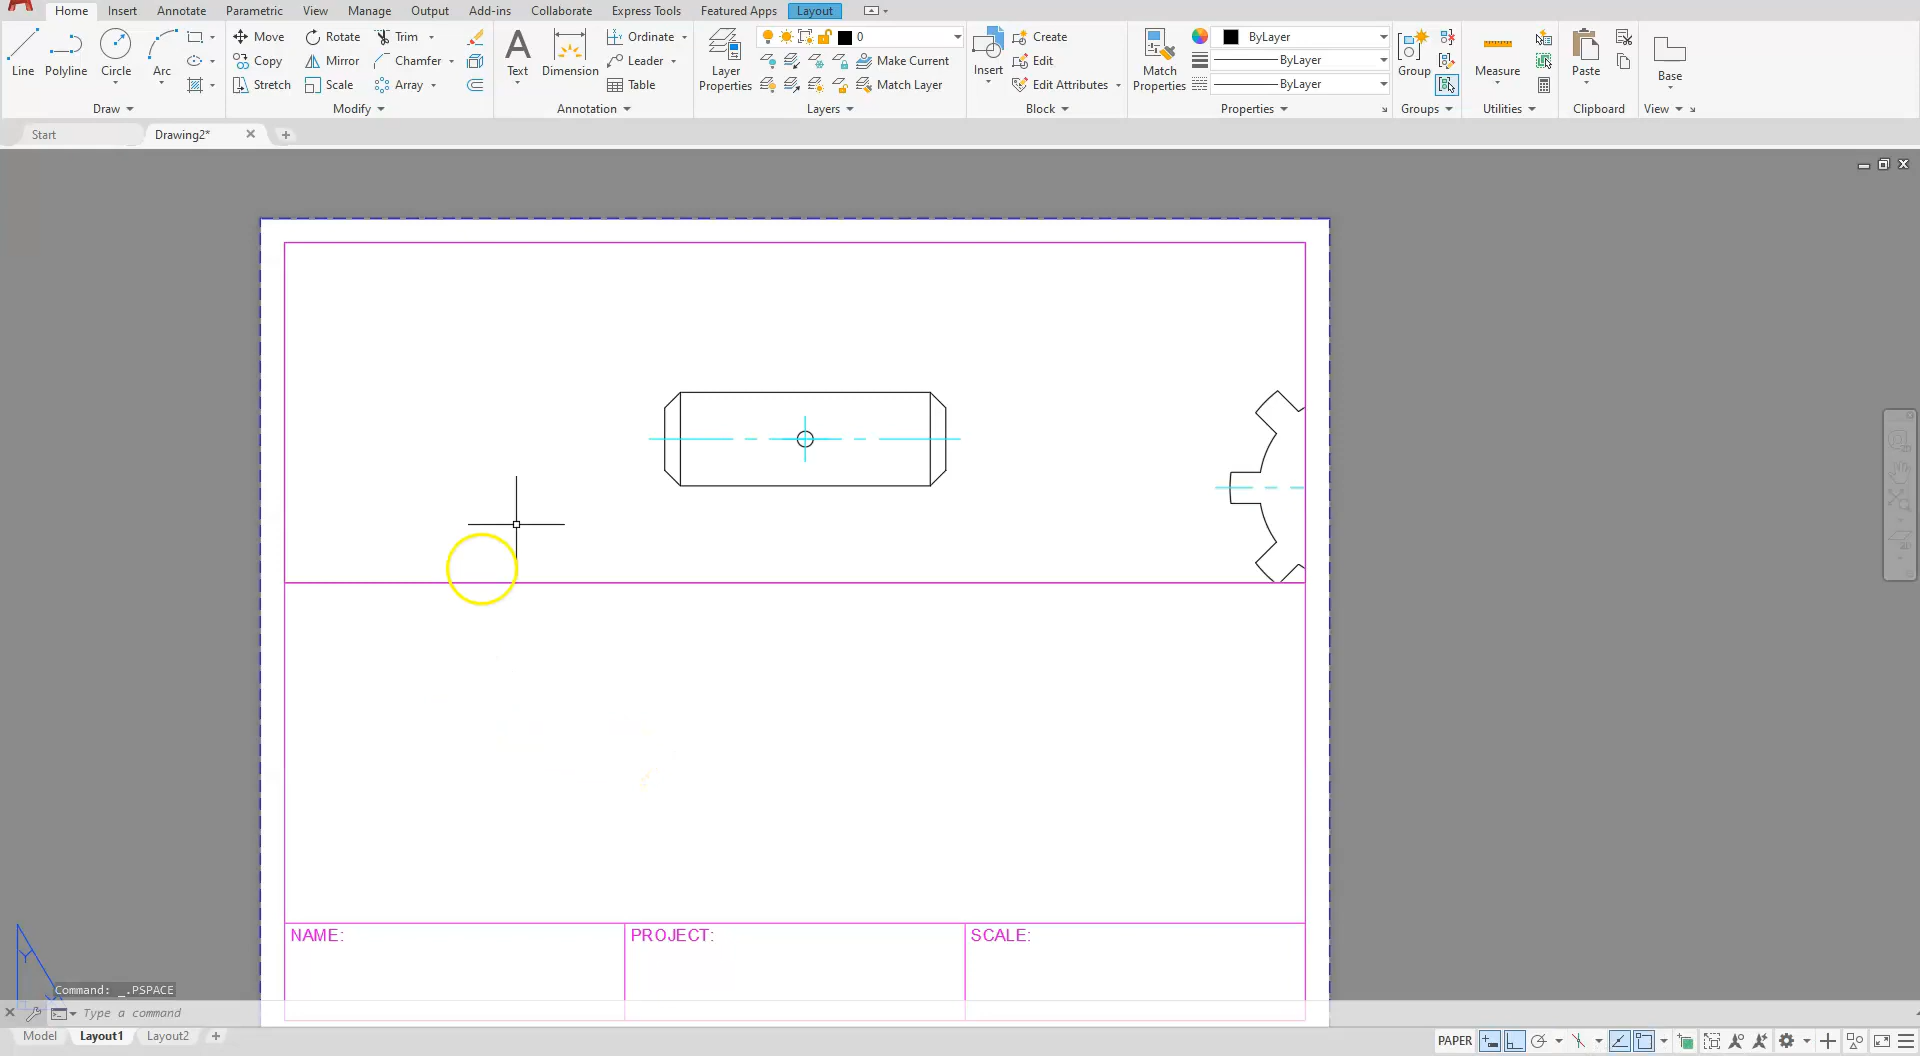 Home Insert Annotate Parametric View Manage Output Add-ins Collaborate Express Tools Featured Apps Layout
Move Rotate Trim Ordinate 0 Create ByLayer
Copy Mirror Chamfer Leader Make Current Edit ByLayer
Line Polyline Circle Arc Text Dimension Layer Properties Insert Match Properties Group Measure Paste Base
Stretch Scale Array Table Match Layer Edit Attributes ByLayer
Draw Modify Annotation Layers Block Properties Groups Utilities Clipboard View
Start Drawing2*
NAME: PROJECT: SCALE:
Y
Command: _.PSPACE
Type a command
Model Layout1 Layout2 PAPER